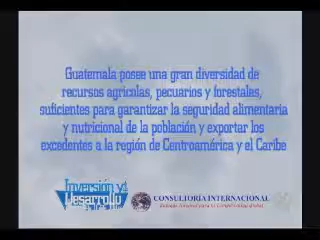 Guatemala posee una gran diversidad de
recursos agrícolas, pecuarios y forestales,
suficientes para garantizar la seguridad alimentaria
y nutricional de la población y exportar los
excedentes a la región de Centroamérica y el Caribe
Inversión y
Desarrollo
CONSULTORIA INTERNACIONAL